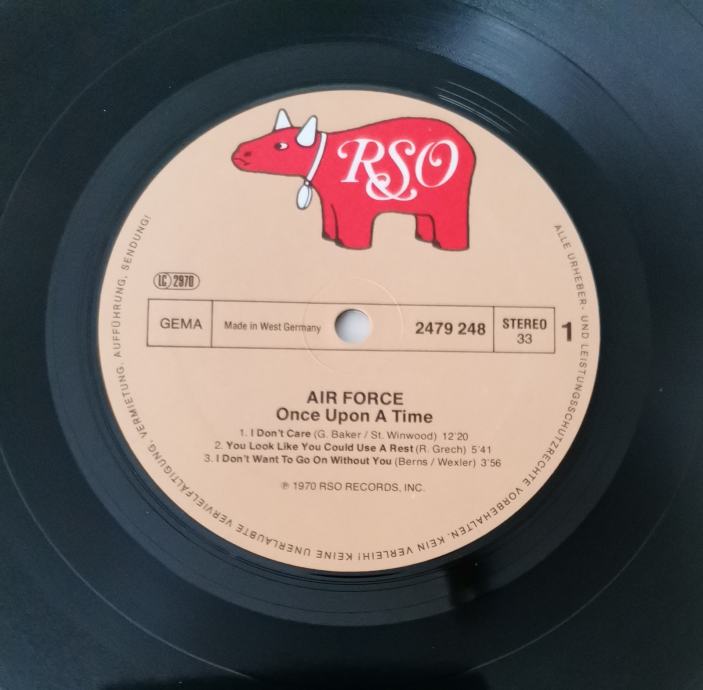 RSO
LC 2970
GEMA
Made in West Germany
2479 248
STEREO
33
1
AIR FORCE
Once Upon A Time
1. I Don't Care (G. Baker / St. Winwood) 12'20
2. You Look Like You Could Use A Rest (R. Grech) 5'41
3. I Don't Want To Go On Without You (Berns / Wexler) 3'56
℗ 1970 RSO RECORDS, INC.
ALLE URHEBER- UND LEISTUNGSSCHUTZRECHTE VORBEHALTEN. KEIN VERLEIH! KEINE UNERLAUBTE VERVIELFÄLTIGUNG, VERMIETUNG, AUFFÜHRUNG, SENDUNG!